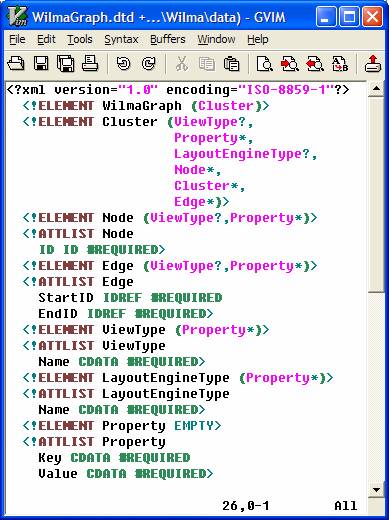 WilmaGraph.dtd +...\Wilma\data) - GVIM
File Edit Tools Syntax Buffers Window Help
<?xml version="1.0" encoding="ISO-8859-1"?>
<!ELEMENT WilmaGraph (Cluster)>
<!ELEMENT Cluster (ViewType?,
Property*,
LayoutEngineType?,
Node*,
Cluster*,
Edge*)>
<!ELEMENT Node (ViewType?,Property*)>
<!ATTLIST Node
ID ID #REQUIRED>
<!ELEMENT Edge (ViewType?,Property*)>
<!ATTLIST Edge
StartID IDREF #REQUIRED
EndID IDREF #REQUIRED>
<!ELEMENT ViewType (Property*)>
<!ATTLIST ViewType
Name CDATA #REQUIRED>
<!ELEMENT LayoutEngineType (Property*)>
<!ATTLIST LayoutEngineType
Name CDATA #REQUIRED>
<!ELEMENT Property EMPTY>
<!ATTLIST Property
Key CDATA #REQUIRED
Value CDATA #REQUIRED>
26,0-1 All